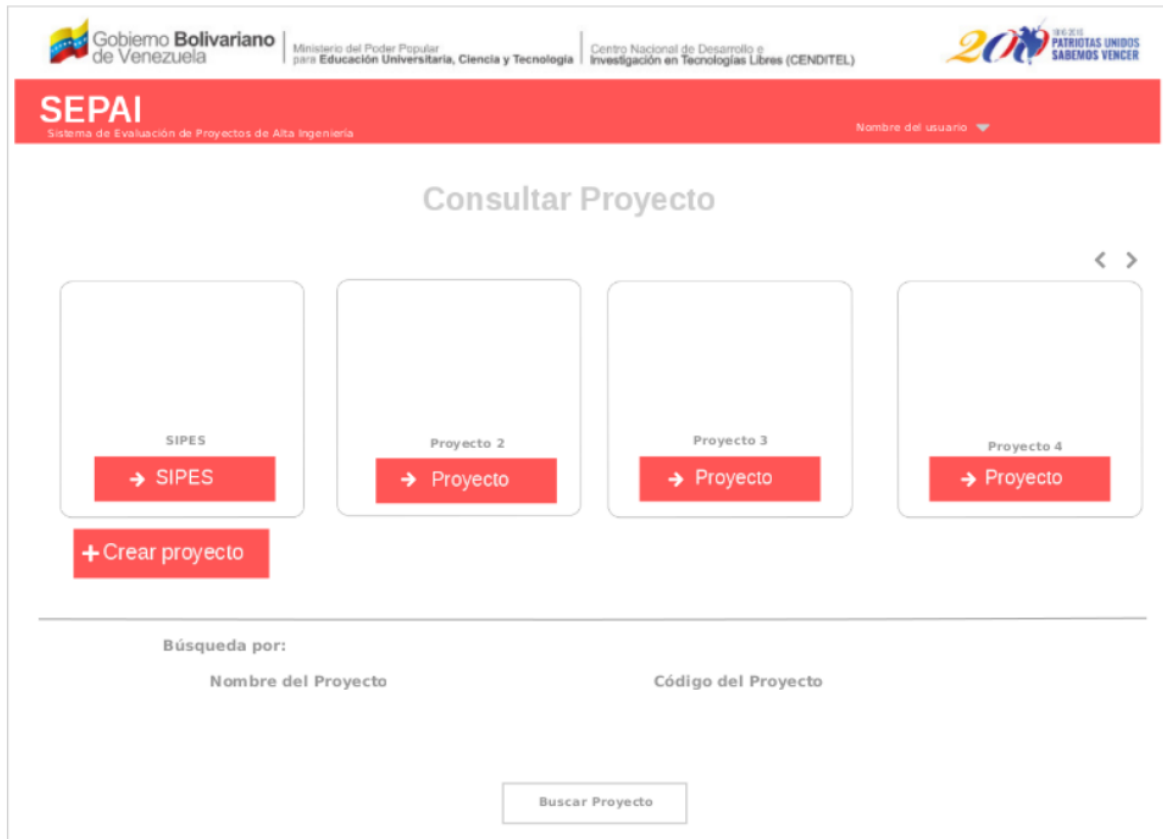 Gobierno Bolivariano
de Venezuela
Ministerio del Poder Popular
para Educación Universitaria, Ciencia y Tecnología
Centro Nacional de Desarrollo e
Investigación en Tecnologías Libres (CENDITEL)
200
PATRIOTAS UNIDOS
SABEMOS VENCER
SEPAI
Sistema de Evaluación de Proyectos de Alta Ingeniería
Nombre del usuario
Consultar Proyecto
SIPES
Proyecto 2
Proyecto 3
Proyecto 4
SIPES
Proyecto
Proyecto
Proyecto
Crear proyecto
Búsqueda por:
Nombre del Proyecto
Código del Proyecto
Buscar Proyecto